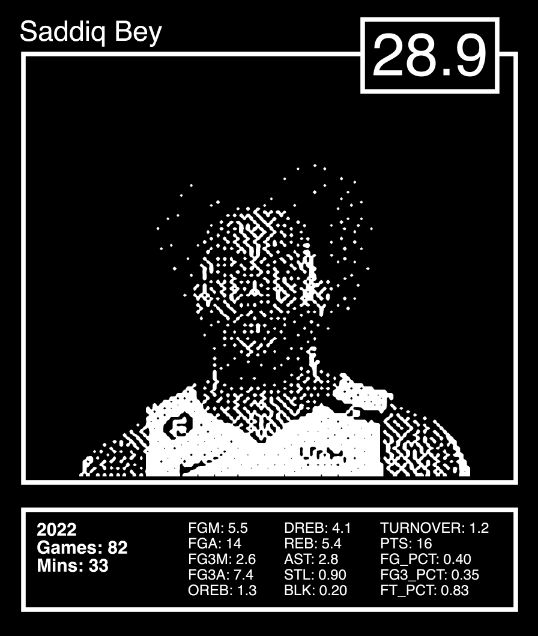 Saddiq Bey
28.9
2022
Games: 82
Mins: 33
FGM: 5.5
FGA: 14
FG3M: 2.6
FG3A: 7.4
OREB: 1.3
DREB: 4.1
REB: 5.4
AST: 2.8
STL: 0.90
BLK: 0.20
TURNOVER: 1.2
PTS: 16
FG_PCT: 0.40
FG3_PCT: 0.35
FT_PCT: 0.83